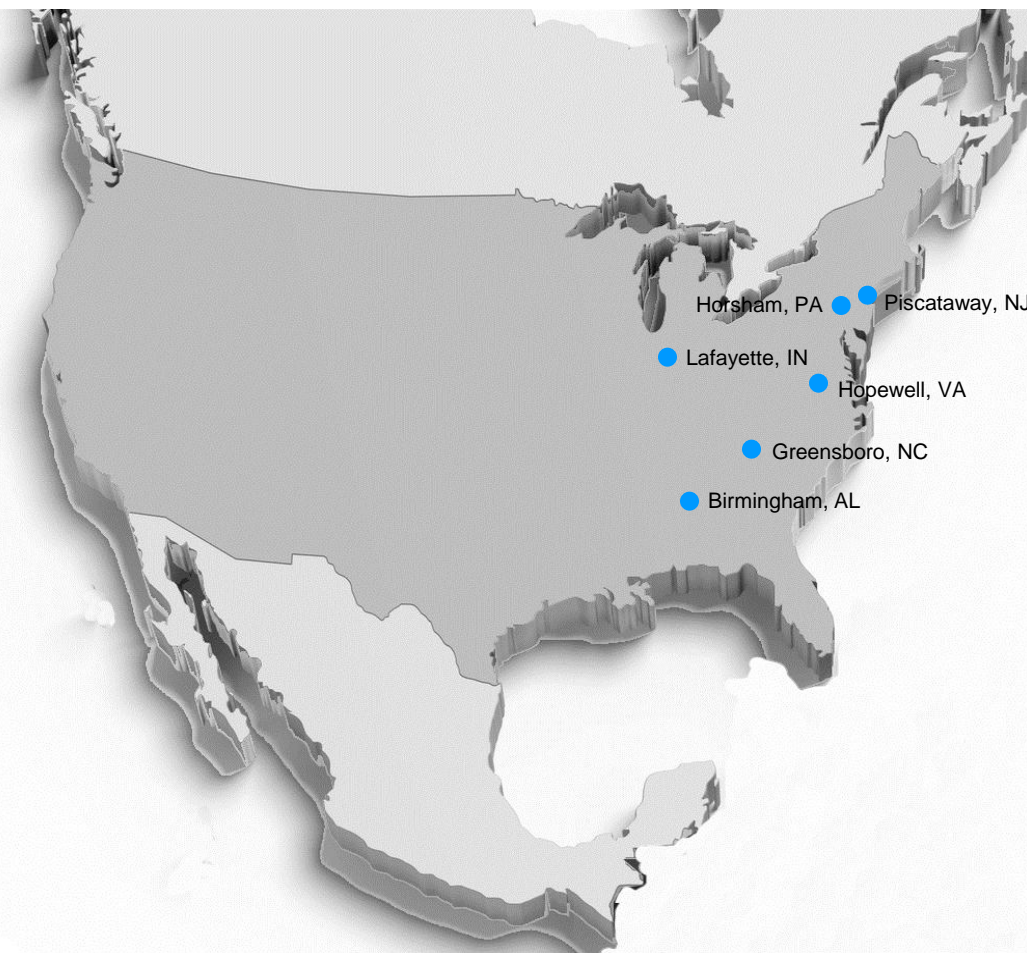 Horsham, PA
Piscataway, NJ
Lafayette, IN
Hopewell, VA
Greensboro, NC
Birmingham, AL